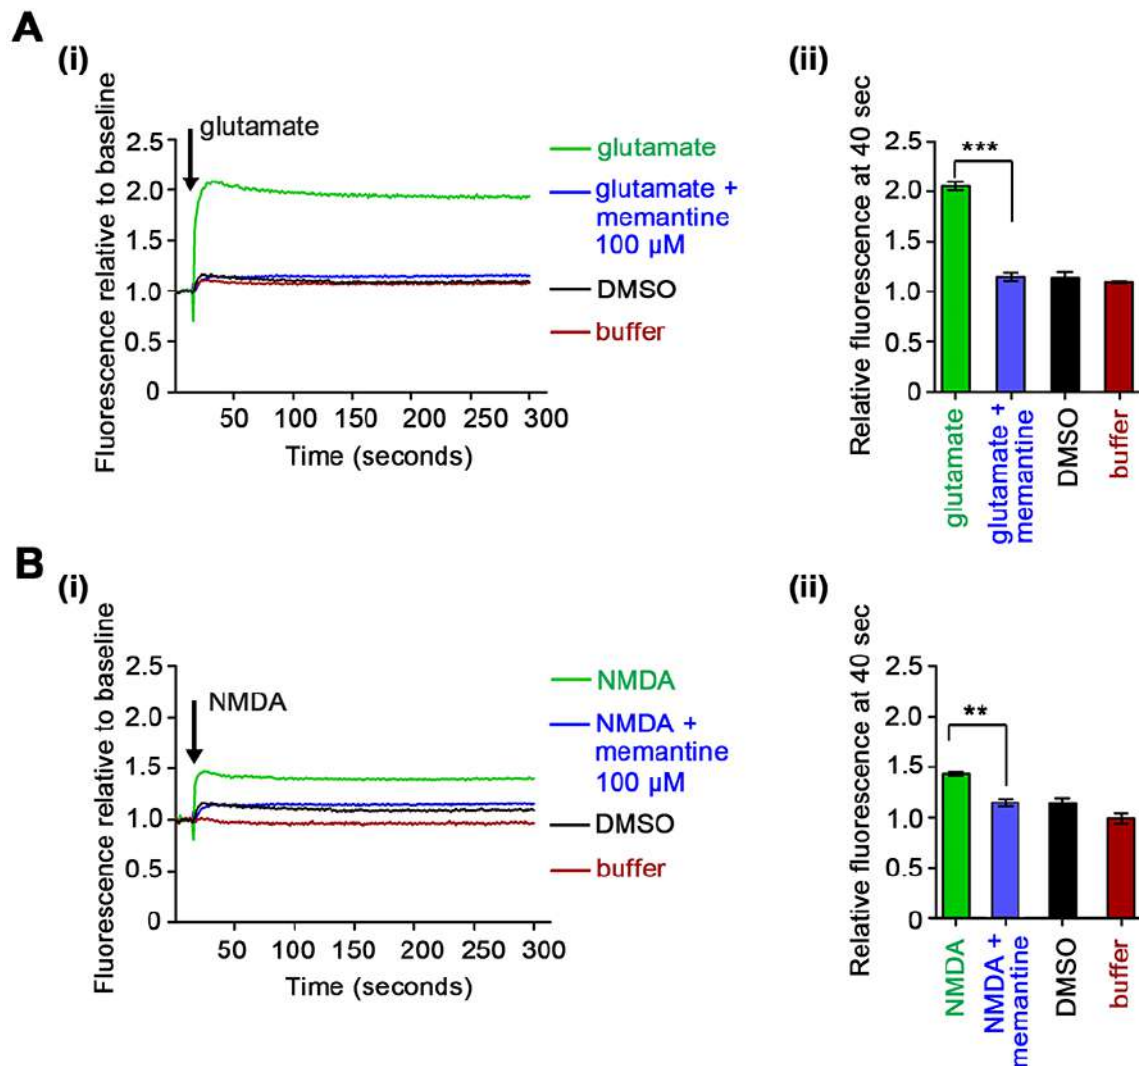 A
(i)
Fluorescence relative to baseline
2.5
2.0
1.5
1.0
0.5
0
glutamate
50 100 150 200 250 300
Time (seconds)
glutamate
glutamate +
memantine
100 µM
DMSO
buffer
(ii)
Relative fluorescence at 40 sec
2.5
2.0
1.5
1.0
0.5
0
***
glutamate
glutamate +
memantine
DMSO
buffer
B
(i)
Fluorescence relative to baseline
2.5
2.0
1.5
1.0
0.5
0
NMDA
50 100 150 200 250 300
Time (seconds)
NMDA
NMDA +
memantine
100 µM
DMSO
buffer
(ii)
Relative fluorescence at 40 sec
2.5
2.0
1.5
1.0
0.5
0
**
NMDA
NMDA +
memantine
DMSO
buffer